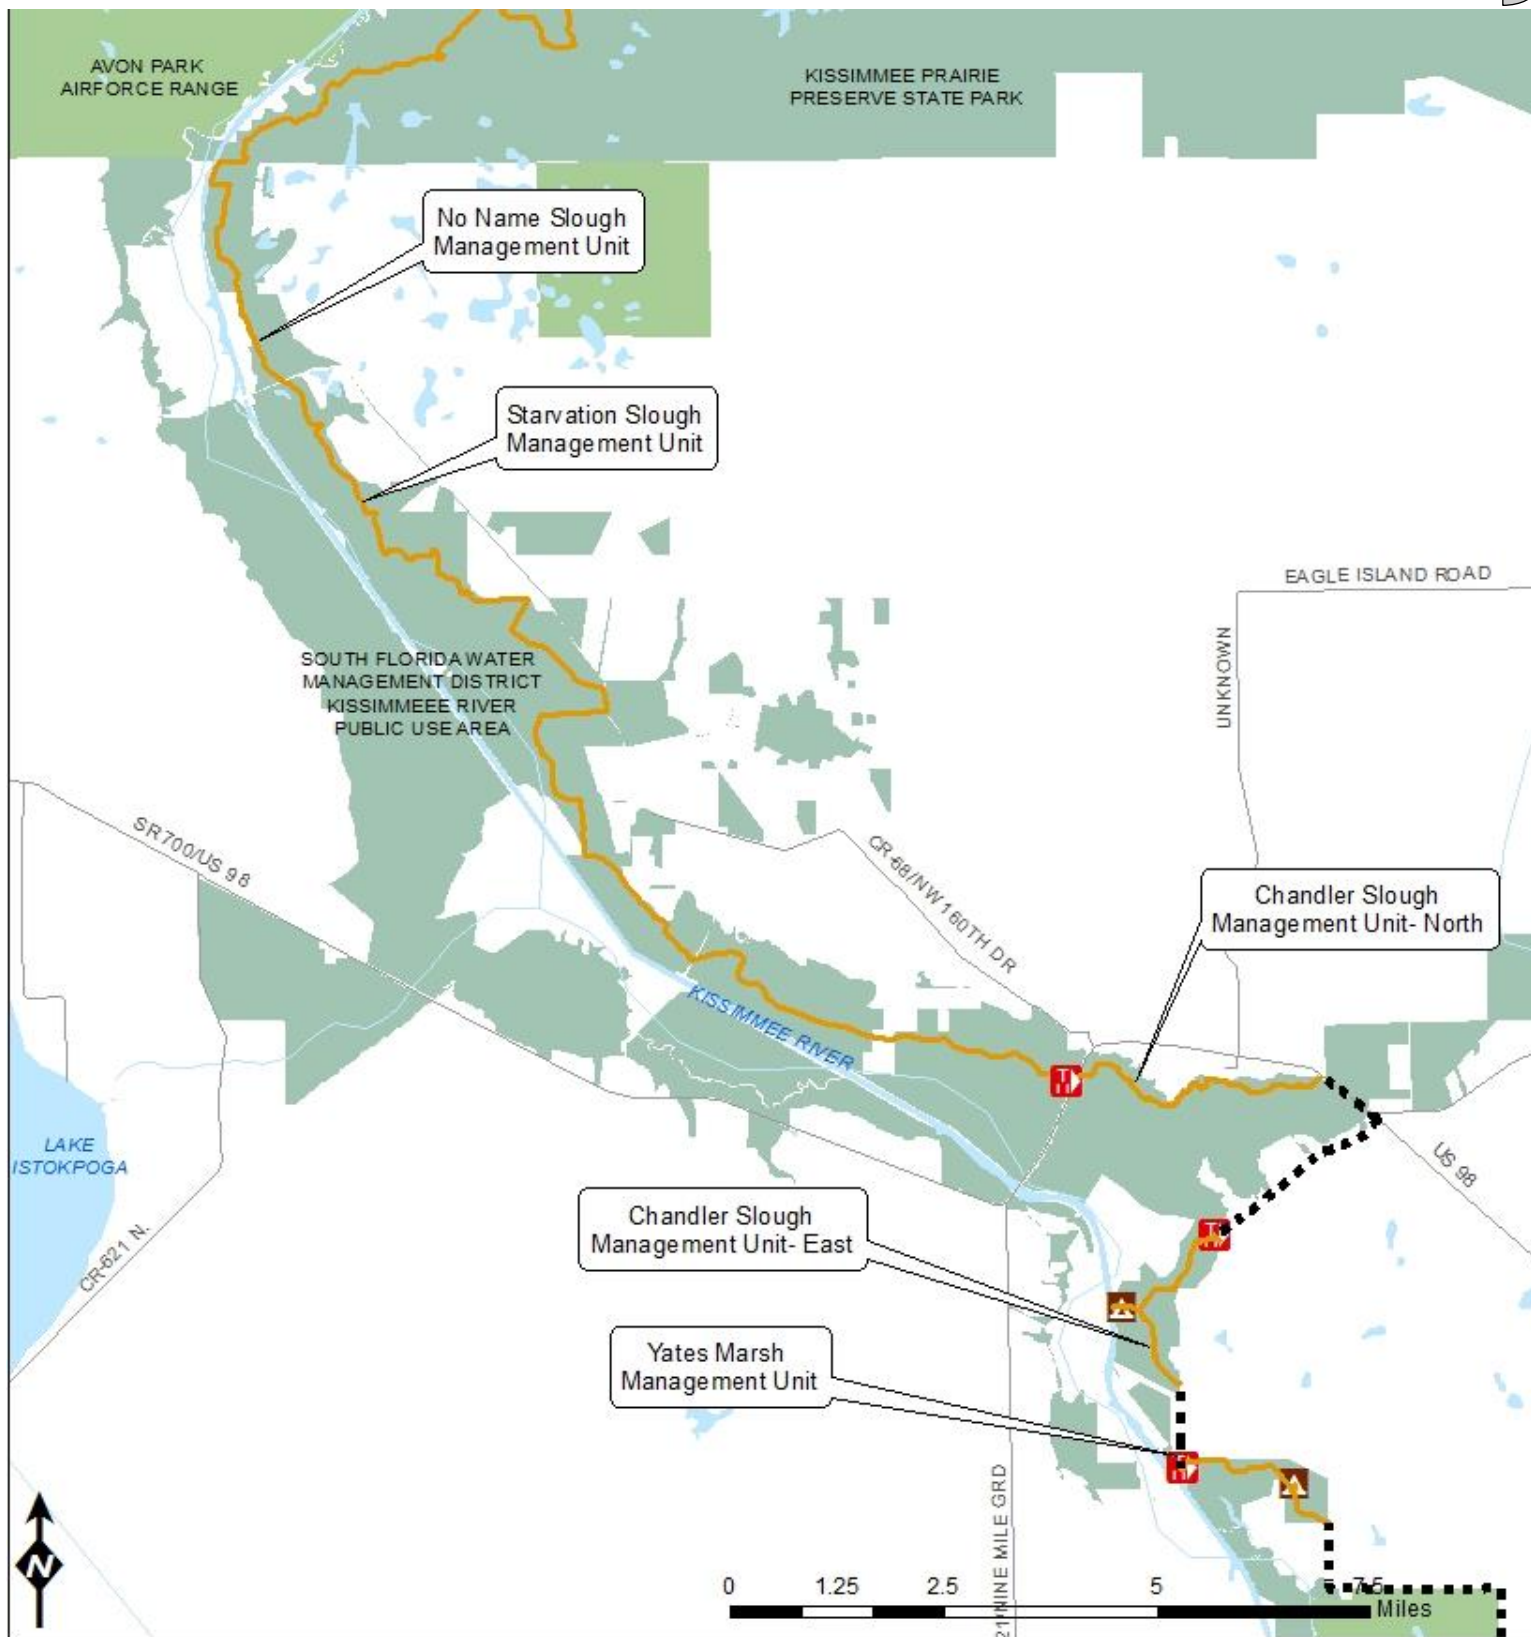 AVON PARK
AIRFORCE RANGE
KISSIMMEE PRAIRIE
PRESERVE STATE PARK
No Name Slough
Management Unit
Starvation Slough
Management Unit
EAGLE ISLAND ROAD
UNKNOWN
SOUTH FLORIDA WATER
MANAGEMENT DISTRICT
KISSIMMEEE RIVER
PUBLIC USE AREA
SR 700/US 98
CR-68/NW 160TH DR
Chandler Slough
Management Unit- North
KISSIMMEE RIVER
LAKE
ISTOKPOGA
US 98
CR-621 N.
Chandler Slough
Management Unit- East
Yates Marsh
Management Unit
NINE MILE GRD
N
0 1.25 2.5 5 7.5
Miles